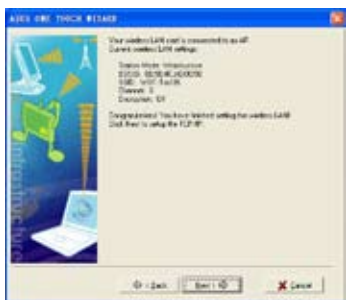 ASUS ONE TOUCH WIZARD
Your wireless LAN card is connected to an AP.
Current wireless LAN settings:
Station Mode: Infrastructure
Channel:
Congratulations! You have finished setting the wireless LAN!
Click Next to setup the TCP/IP.
infrastructure
< Back
Next >
Cancel